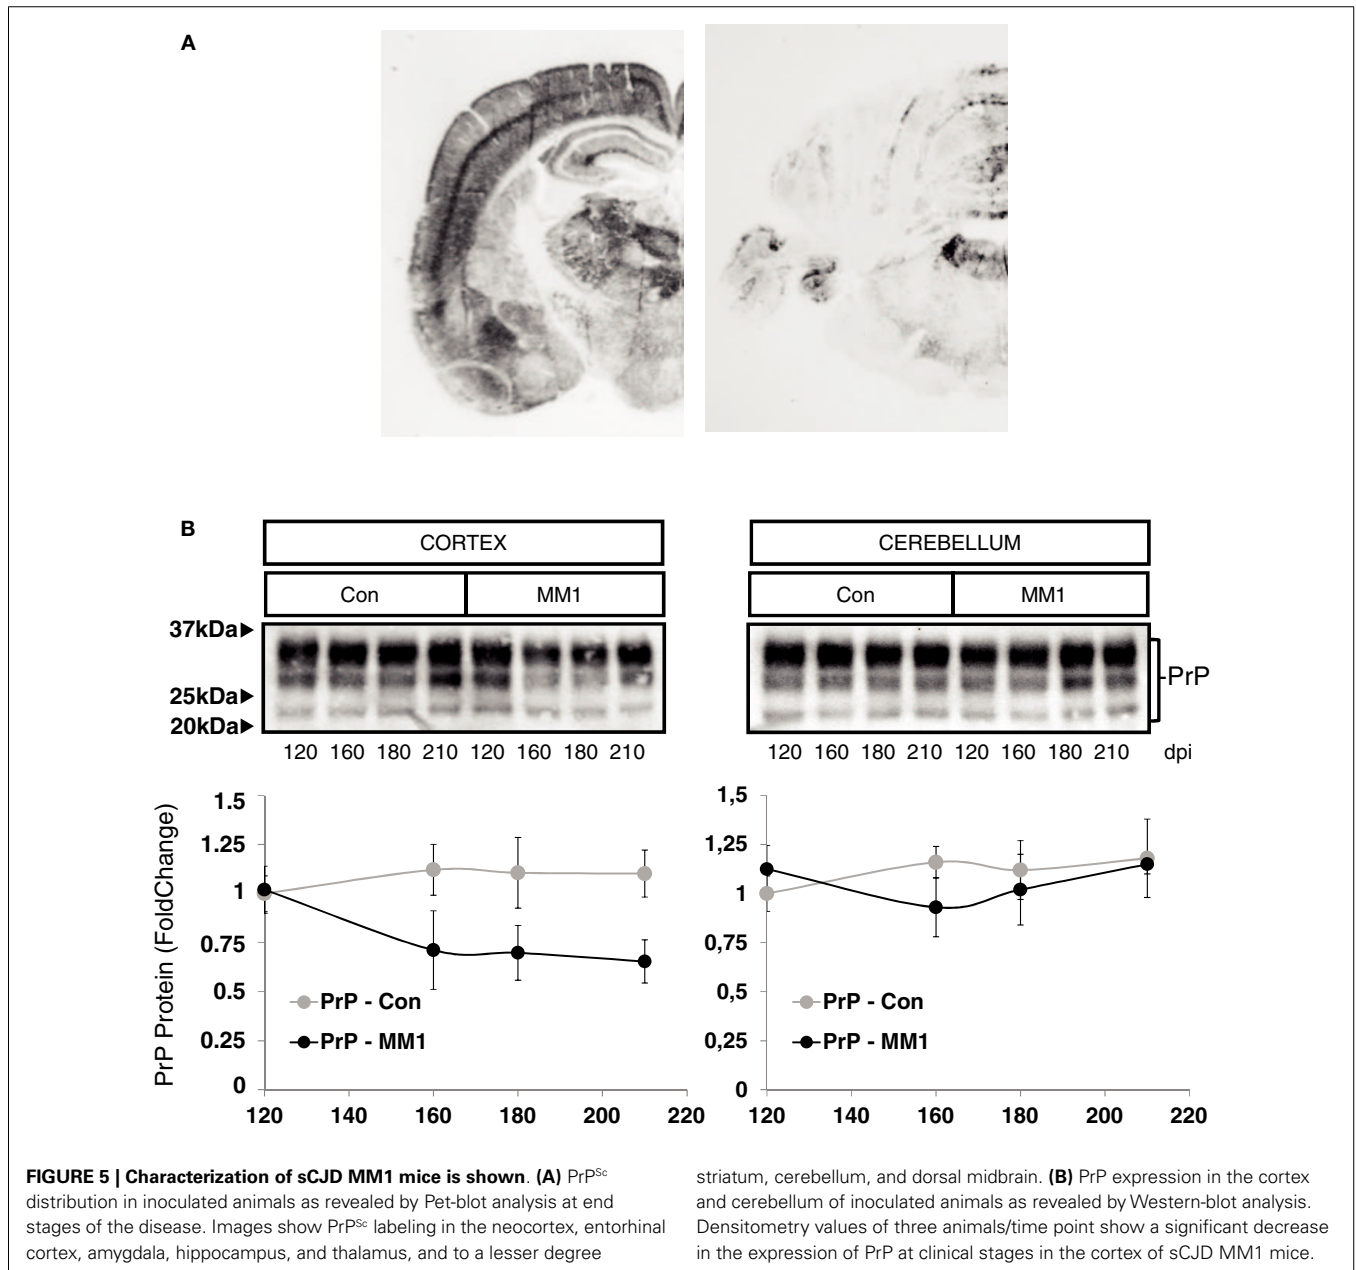 A
B
CORTEX
Con MM1
37kDa
25kDa
20kDa
120 160 180 210 120 160 180 210
CEREBELLUM
Con MM1
PrP
120 160 180 210 120 160 180 210 dpi
PrP Protein (FoldChange)
1.5
1.25
1
0.75
0.5
0.25
0
PrP - Con
PrP - MM1
120 140 160 180 200 220
1,5
1,25
1
0,75
0,5
0,25
0
PrP - Con
PrP - MM1
120 140 160 180 200 220
FIGURE 5 | Characterization of sCJD MM1 mice is shown. (A) PrPSc
distribution in inoculated animals as revealed by Pet-blot analysis at end
stages of the disease. Images show PrPSc labeling in the neocortex, entorhinal
cortex, amygdala, hippocampus, and thalamus, and to a lesser degree
striatum, cerebellum, and dorsal midbrain. (B) PrP expression in the cortex
and cerebellum of inoculated animals as revealed by Western-blot analysis.
Densitometry values of three animals/time point show a significant decrease
in the expression of PrP at clinical stages in the cortex of sCJD MM1 mice.